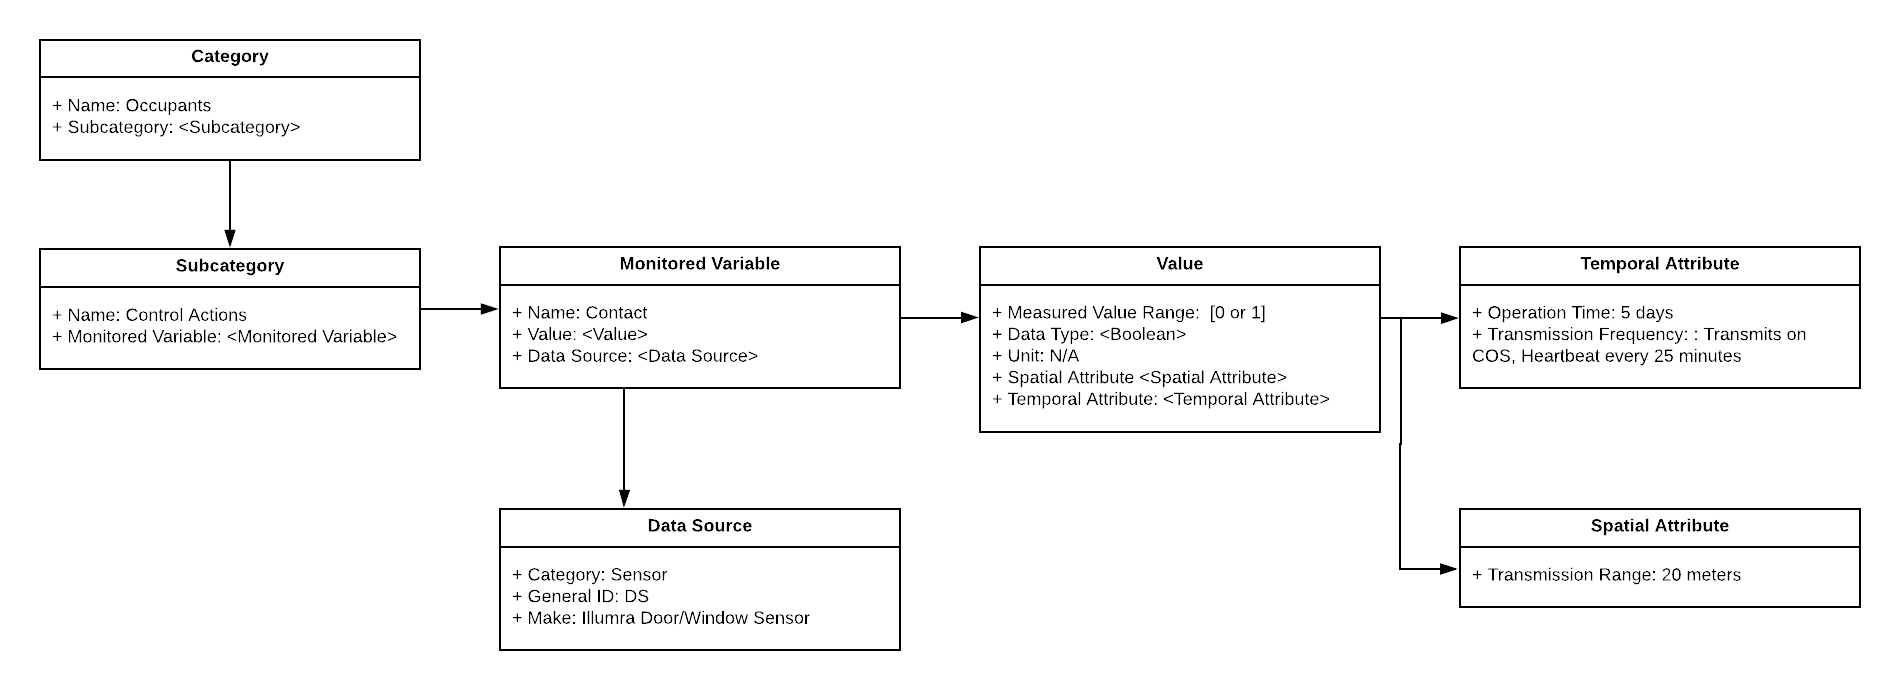 Category
+ Name: Occupants
+ Subcategory: <Subcategory>
Subcategory
+ Name: Control Actions
+ Monitored Variable: <Monitored Variable>
Monitored Variable
+ Name: Contact
+ Value: <Value>
+ Data Source: <Data Source>
Value
+ Measured Value Range:  [0 or 1]
+ Data Type: <Boolean>
+ Unit: N/A
+ Spatial Attribute <Spatial Attribute>
+ Temporal Attribute: <Temporal Attribute>
Temporal Attribute
+ Operation Time: 5 days
+ Transmission Frequency: : Transmits on
COS, Heartbeat every 25 minutes
Data Source
+ Category: Sensor
+ General ID: DS
+ Make: Illumra Door/Window Sensor
Spatial Attribute
+ Transmission Range: 20 meters